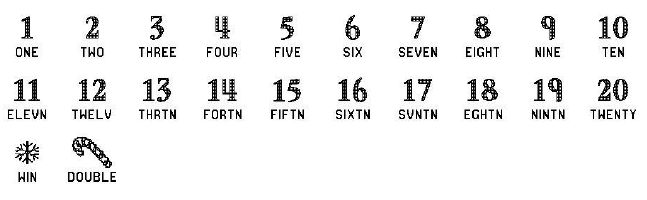 1 2 3 4 5 6 7 8 9 10
ONE TWO THREE FOUR FIVE SIX SEVEN EIGHT NINE TEN
11 12 13 14 15 16 17 18 19 20
ELEVN TWELV THRTN FORTN FIFTN SIXTN SVNTN EGHTN NINTN TWENTY
WIN DOUBLE